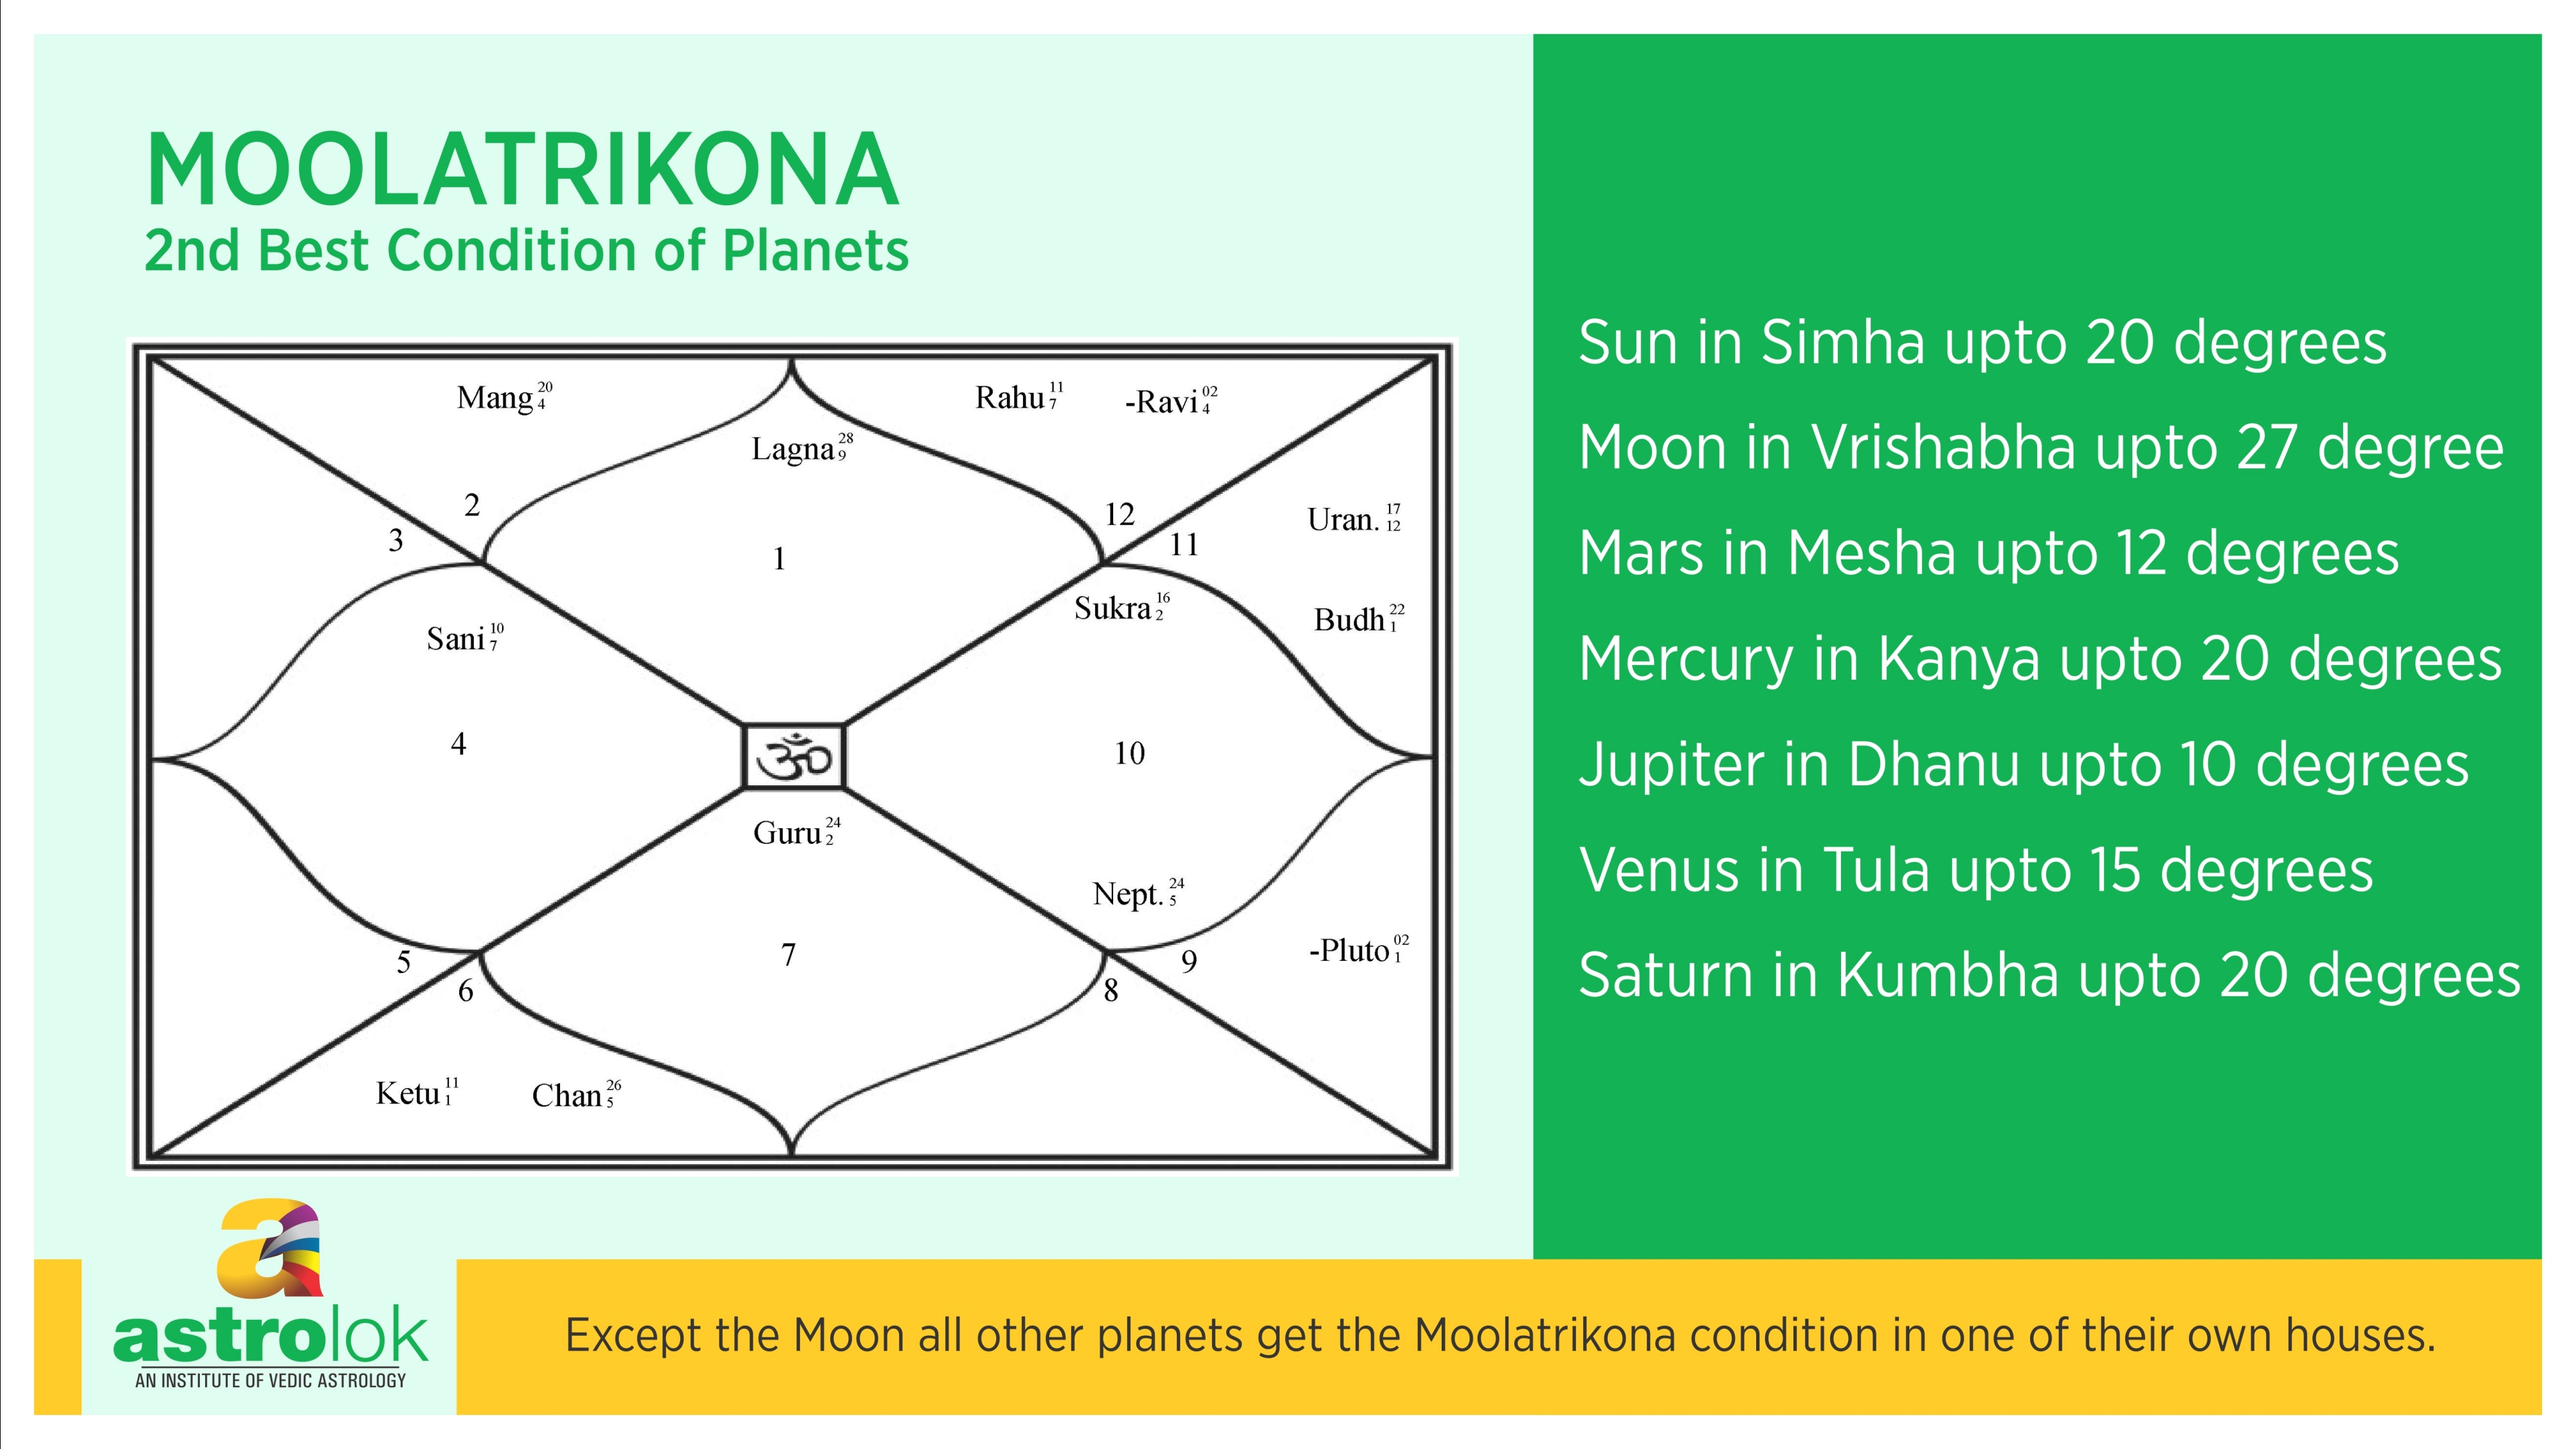 MOOLATRIKONA
2nd Best Condition of Planets
Mang 20 4
Rahu 11 7
-Ravi 02 4
Lagna 28 9
2
12
Uran. 17 12
3
11
1
Sukra 16 2
Budh 22 1
Sani 10 7
4
ॐ
10
Guru 24 2
Nept. 24 5
7
-Pluto 02 1
5
9
6
8
Ketu 11 1
Chan 26 5
Sun in Simha upto 20 degrees
Moon in Vrishabha upto 27 degree
Mars in Mesha upto 12 degrees
Mercury in Kanya upto 20 degrees
Jupiter in Dhanu upto 10 degrees
Venus in Tula upto 15 degrees
Saturn in Kumbha upto 20 degrees
a
astrolok
AN INSTITUTE OF VEDIC ASTROLOGY
Except the Moon all other planets get the Moolatrikona condition in one of their own houses.